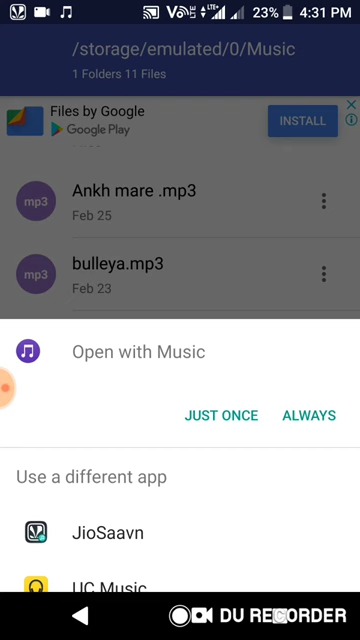 VoLTE LTE+ 23% 4:31 PM
/storage/emulated/0/Music
1 Folders 11 Files
Files by Google
Google Play
INSTALL
mp3
Ankh mare .mp3
Feb 25
mp3
bulleya.mp3
Feb 23
Open with Music
JUST ONCE ALWAYS
Use a different app
JioSaavn
UC Music
DU RECORDER